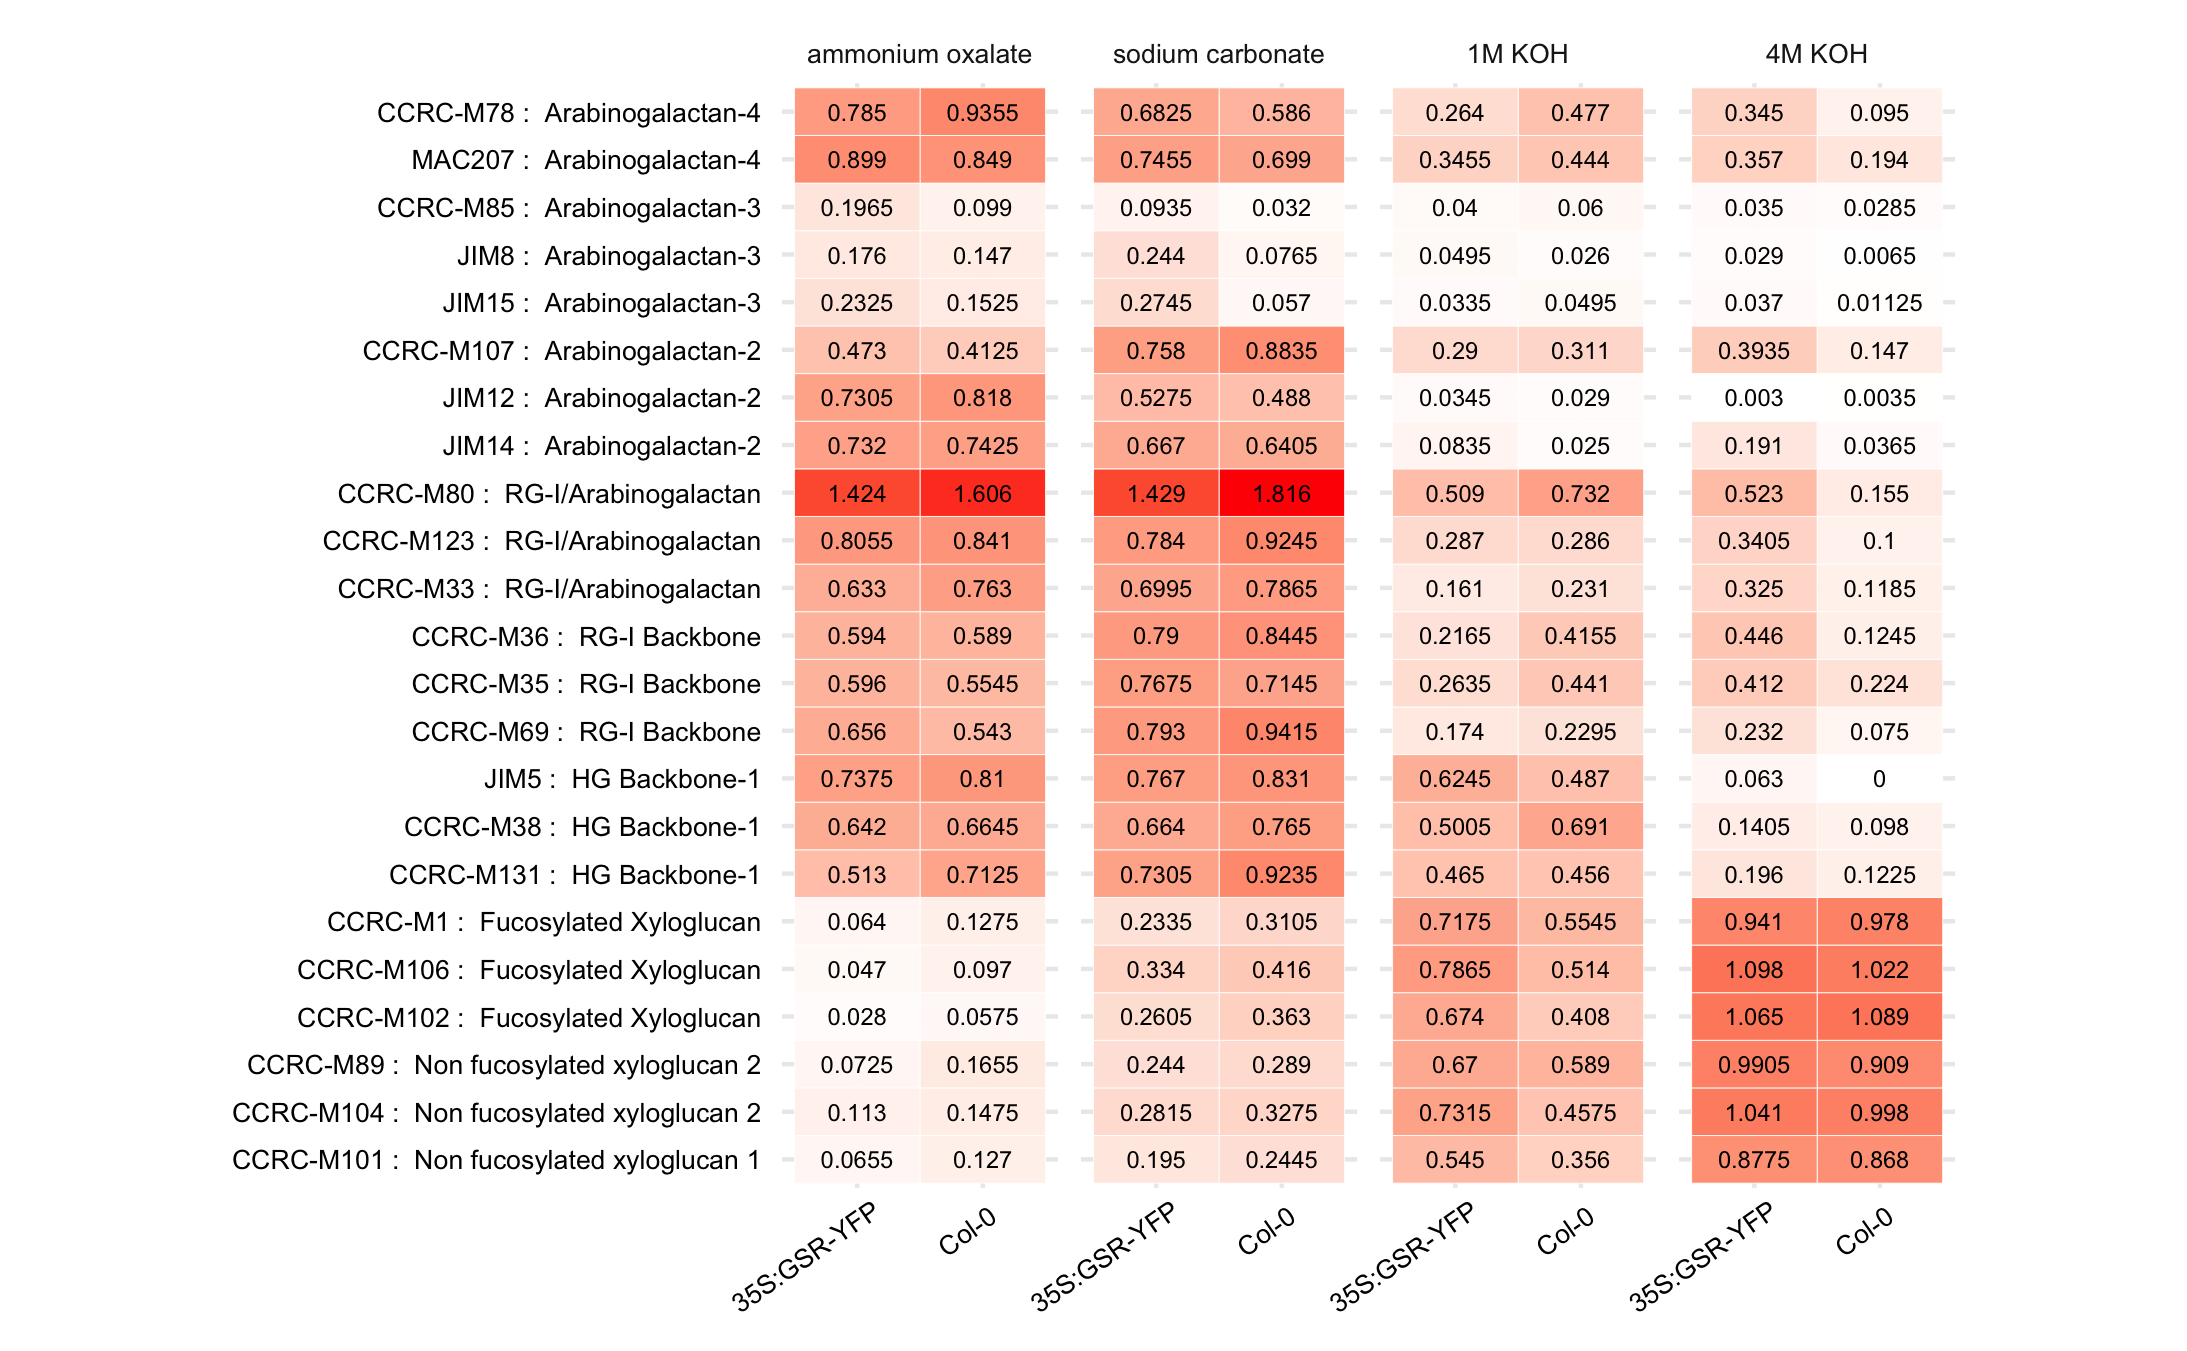 ammonium oxalate sodium carbonate 1M KOH 4M KOH
CCRC-M78 : Arabinogalactan-4 0.785 0.9355 0.6825 0.586 0.264 0.477 0.345 0.095
MAC207 : Arabinogalactan-4 0.899 0.849 0.7455 0.699 0.3455 0.444 0.357 0.194
CCRC-M85 : Arabinogalactan-3 0.1965 0.099 0.0935 0.032 0.04 0.06 0.035 0.0285
JIM8 : Arabinogalactan-3 0.176 0.147 0.244 0.0765 0.0495 0.026 0.029 0.0065
JIM15 : Arabinogalactan-3 0.2325 0.1525 0.2745 0.057 0.0335 0.0495 0.037 0.01125
CCRC-M107 : Arabinogalactan-2 0.473 0.4125 0.758 0.8835 0.29 0.311 0.3935 0.147
JIM12 : Arabinogalactan-2 0.7305 0.818 0.5275 0.488 0.0345 0.029 0.003 0.0035
JIM14 : Arabinogalactan-2 0.732 0.7425 0.667 0.6405 0.0835 0.025 0.191 0.0365
CCRC-M80 : RG-I/Arabinogalactan 1.424 1.606 1.429 1.816 0.509 0.732 0.523 0.155
CCRC-M123 : RG-I/Arabinogalactan 0.8055 0.841 0.784 0.9245 0.287 0.286 0.3405 0.1
CCRC-M33 : RG-I/Arabinogalactan 0.633 0.763 0.6995 0.7865 0.161 0.231 0.325 0.1185
CCRC-M36 : RG-I Backbone 0.594 0.589 0.79 0.8445 0.2165 0.4155 0.446 0.1245
CCRC-M35 : RG-I Backbone 0.596 0.5545 0.7675 0.7145 0.2635 0.441 0.412 0.224
CCRC-M69 : RG-I Backbone 0.656 0.543 0.793 0.9415 0.174 0.2295 0.232 0.075
JIM5 : HG Backbone-1 0.7375 0.81 0.767 0.831 0.6245 0.487 0.063 0
CCRC-M38 : HG Backbone-1 0.642 0.6645 0.664 0.765 0.5005 0.691 0.1405 0.098
CCRC-M131 : HG Backbone-1 0.513 0.7125 0.7305 0.9235 0.465 0.456 0.196 0.1225
CCRC-M1 : Fucosylated Xyloglucan 0.064 0.1275 0.2335 0.3105 0.7175 0.5545 0.941 0.978
CCRC-M106 : Fucosylated Xyloglucan 0.047 0.097 0.334 0.416 0.7865 0.514 1.098 1.022
CCRC-M102 : Fucosylated Xyloglucan 0.028 0.0575 0.2605 0.363 0.674 0.408 1.065 1.089
CCRC-M89 : Non fucosylated xyloglucan 2 0.0725 0.1655 0.244 0.289 0.67 0.589 0.9905 0.909
CCRC-M104 : Non fucosylated xyloglucan 2 0.113 0.1475 0.2815 0.3275 0.7315 0.4575 1.041 0.998
CCRC-M101 : Non fucosylated xyloglucan 1 0.0655 0.127 0.195 0.2445 0.545 0.356 0.8775 0.868
35S:GSR-YFP Col-0 35S:GSR-YFP Col-0 35S:GSR-YFP Col-0 35S:GSR-YFP Col-0